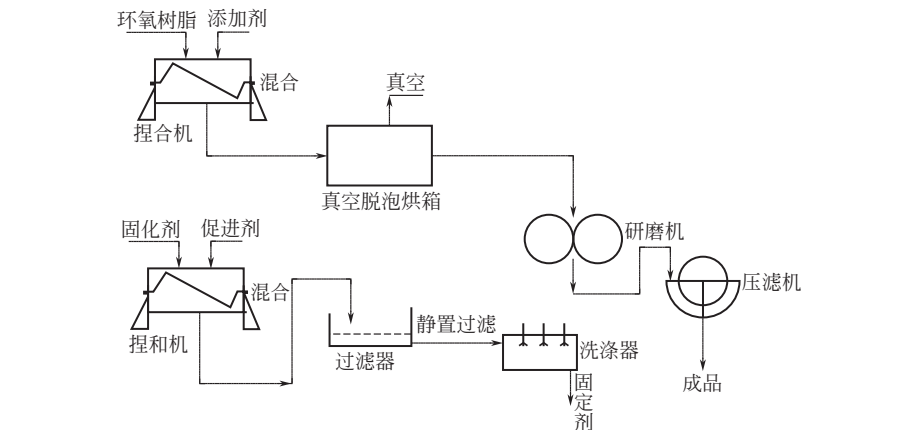 环氧树脂
添加剂
混合
捏合机
真空
真空脱泡烘箱
研磨机
压滤机
成品
固化剂
促进剂
混合
捏和机
过滤器
静置过滤
洗涤器
固
定
剂